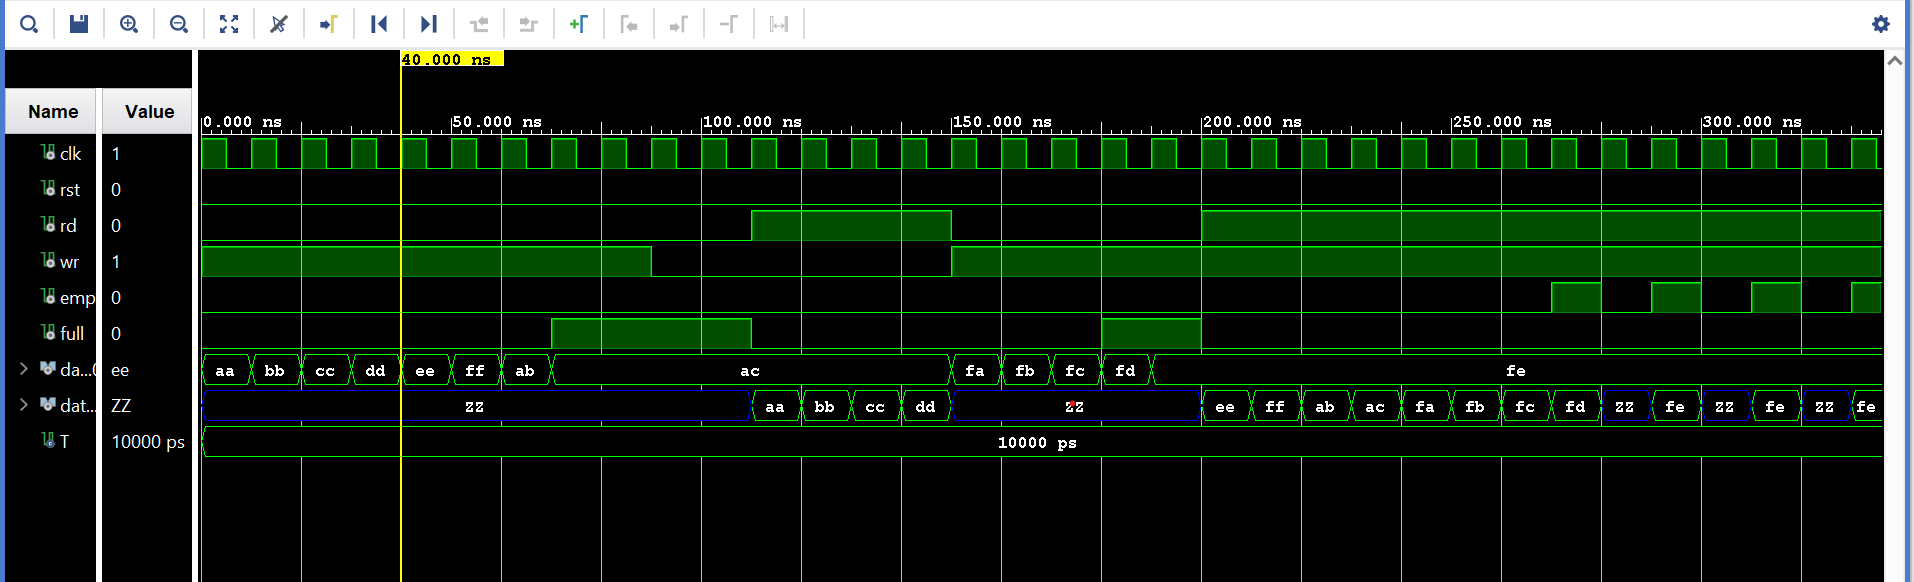 40.000 ns
Name Value
0.000 ns 50.000 ns 100.000 ns 150.000 ns 200.000 ns 250.000 ns 300.000 ns
clk 1
rst 0
rd 0
wr 1
emp 0
full 0
da...0 ee aa bb cc dd ee ff ab ac fa fb fc fd fe
dat... ZZ ZZ aa bb cc dd ZZ ee ff ab ac fa fb fc fd ZZ fe ZZ fe ZZ fe
T 10000 ps 10000 ps